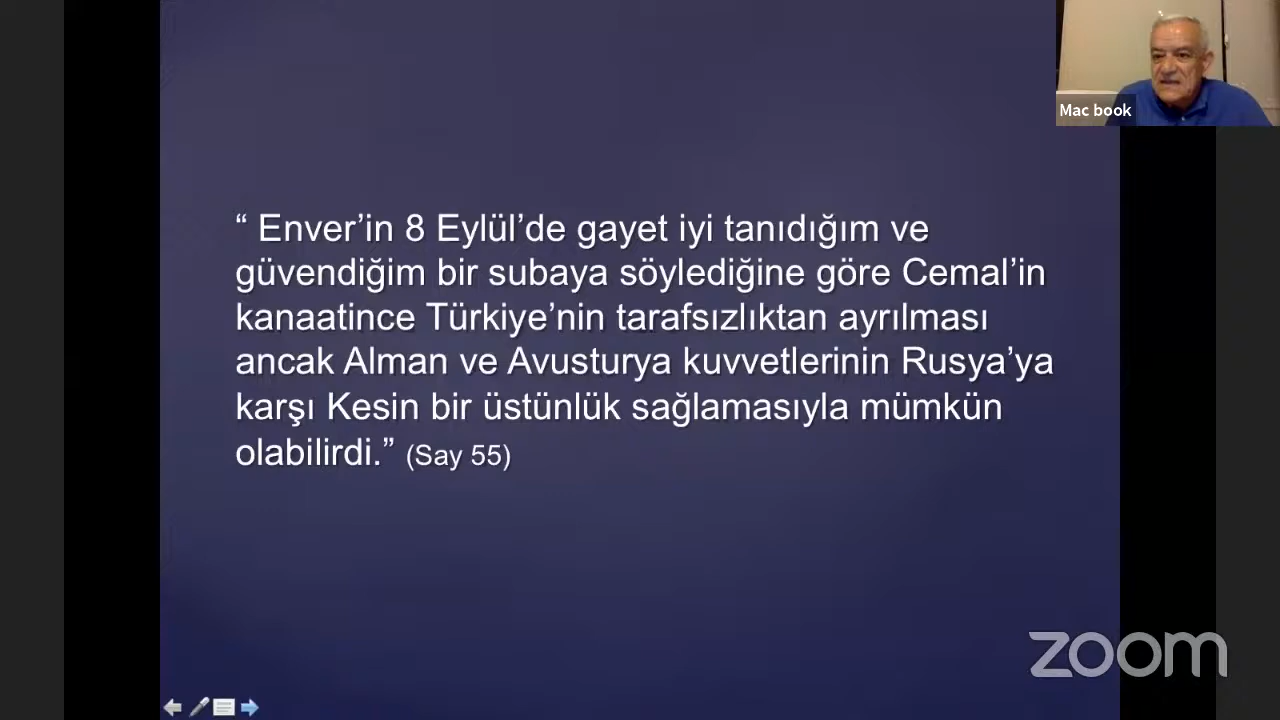 Mac book
“ Enver’in 8 Eylül’de gayet iyi tanıdığım ve
güvendiğim bir subaya söylediğine göre Cemal’in
kanaatince Türkiye’nin tarafsızlıktan ayrılması
ancak Alman ve Avusturya kuvvetlerinin Rusya’ya
karşı Kesin bir üstünlük sağlamasıyla mümkün
olabilirdi.” (Say 55)
zoom